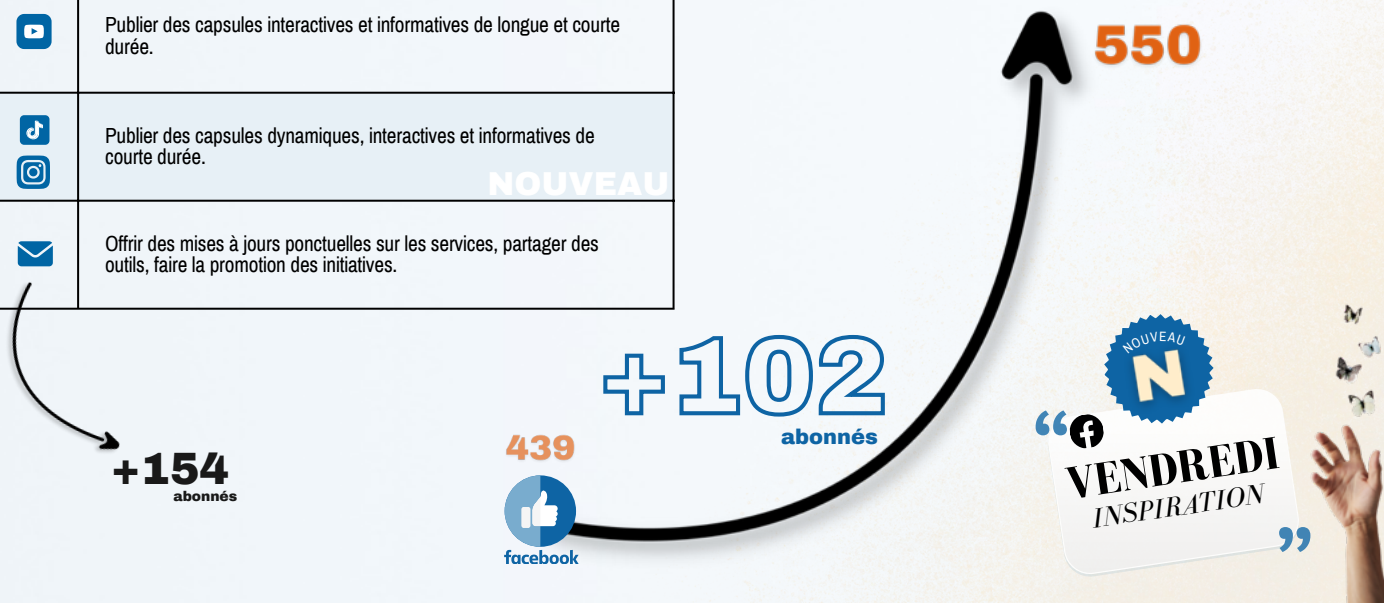 Publier des capsules interactives et informatives de longue et courte
durée.
Publier des capsules dynamiques, interactives et informatives de
courte durée.
NOUVEAU
Offrir des mises à jours ponctuelles sur les services, partager des
outils, faire la promotion des initiatives.
+154
abonnés
550
+102
abonnés
439
facebook
NOUVEAU
N
“
VENDREDI
INSPIRATION
”